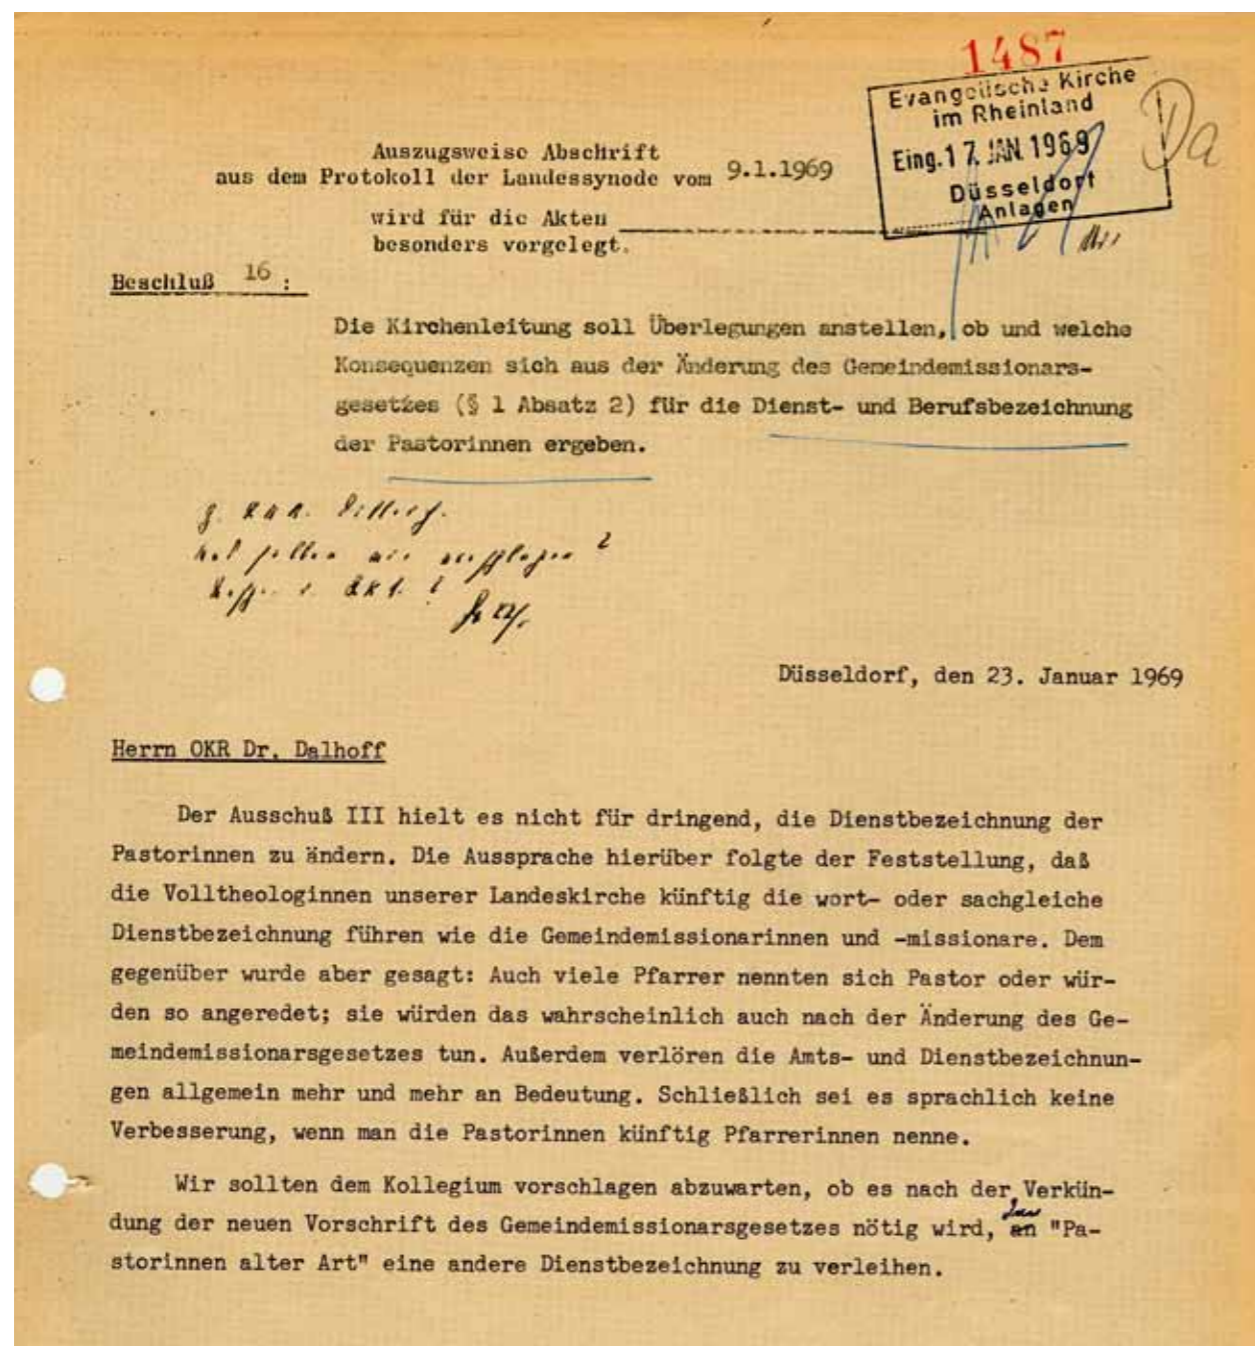 1487
Evangelische Kirche
im Rheinland
Eing. 17. JAN. 1969
Düsseldorf
Anlagen
Da
Auszugsweise Abschrift
aus dem Protokoll der Landessynode vom 9.1.1969
wird für die Akten
besonders vorgelegt.
Beschluß 16 :
Die Kirchenleitung soll Überlegungen anstellen, ob und welche
Konsequenzen sich aus der Änderung des Gemeindemissionars-
gesetzes (§ 1 Absatz 2) für die Dienst- und Berufsbezeichnung
der Pastorinnen ergeben.
Düsseldorf, den 23. Januar 1969
Herrn OKR Dr. Dalhoff
Der Ausschuß III hielt es nicht für dringend, die Dienstbezeichnung der
Pastorinnen zu ändern. Die Aussprache hierüber folgte der Feststellung, daß
die Volltheologinnen unserer Landeskirche künftig die wort- oder sachgleiche
Dienstbezeichnung führen wie die Gemeindemissionarinnen und -missionare. Dem
gegenüber wurde aber gesagt: Auch viele Pfarrer nennten sich Pastor oder wür-
den so angeredet; sie würden das wahrscheinlich auch nach der Änderung des Ge-
meindemissionarsgesetzes tun. Außerdem verlören die Amts- und Dienstbezeichnun-
gen allgemein mehr und mehr an Bedeutung. Schließlich sei es sprachlich keine
Verbesserung, wenn man die Pastorinnen künftig Pfarrerinnen nenne.
Wir sollten dem Kollegium vorschlagen abzuwarten, ob es nach der Verkün-
dung der neuen Vorschrift des Gemeindemissionarsgesetzes nötig wird, den "Pa-
storinnen alter Art" eine andere Dienstbezeichnung zu verleihen.